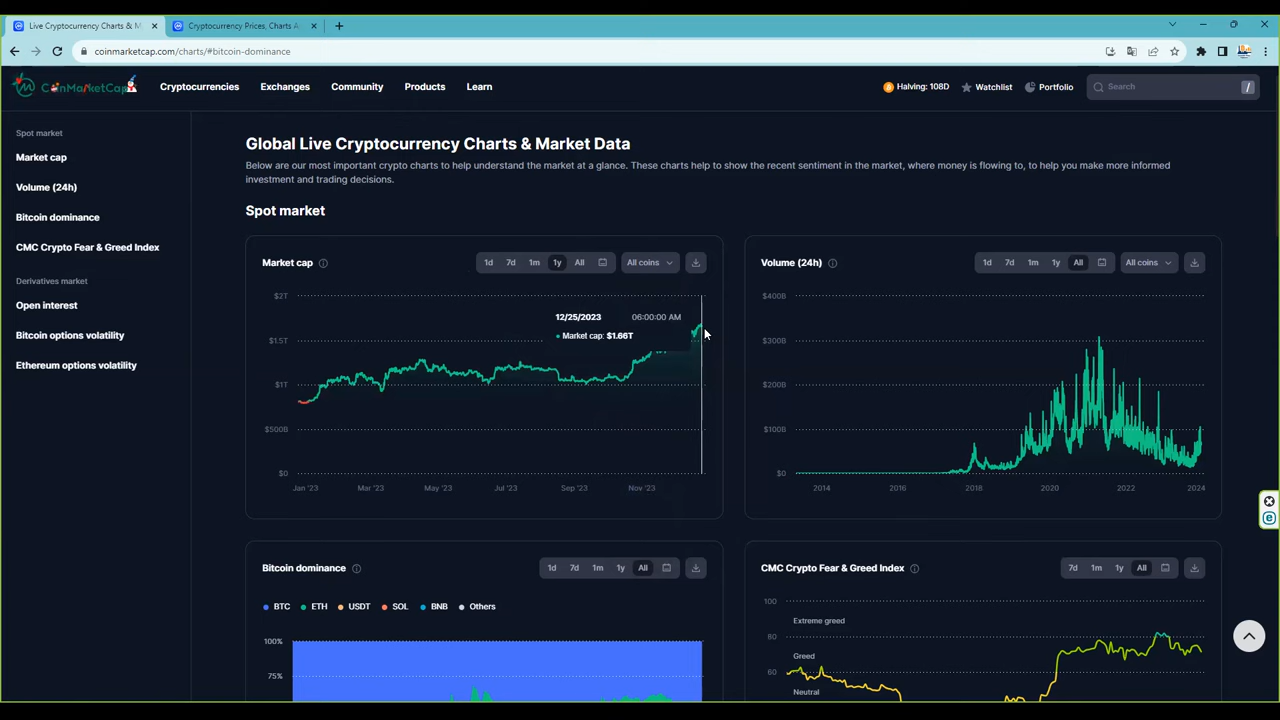 Live Cryptocurrency Charts & M
Cryptocurrency Prices, Charts A
coinmarketcap.com/charts/#bitcoin-dominance
CoinMarketCap
Cryptocurrencies
Exchanges
Community
Products
Learn
Halving: 108D
Watchlist
Portfolio
Search
/
Spot market
Market cap
Volume (24h)
Bitcoin dominance
CMC Crypto Fear & Greed Index
Derivatives market
Open interest
Bitcoin options volatility
Ethereum options volatility
Global Live Cryptocurrency Charts & Market Data
Below are our most important crypto charts to help understand the market at a glance. These charts help to show the recent sentiment in the market, where money is flowing to, to help you make more informed
investment and trading decisions.
Spot market
Market cap
1d 7d 1m 1y All
All coins
$2T
$1.5T
$1T
$500B
$0
12/25/2023 06:00:00 AM
Market cap: $1.66T
Jan '23 Mar '23 May '23 Jul '23 Sep '23 Nov '23
Volume (24h)
1d 7d 1m 1y All
All coins
$400B
$300B
$200B
$100B
$0
2014 2016 2018 2020 2022 2024
Bitcoin dominance
1d 7d 1m 1y All
BTC ETH USDT SOL BNB Others
100%
75%
CMC Crypto Fear & Greed Index
7d 1m 1y All
100
Extreme greed
80
Greed
60
Neutral